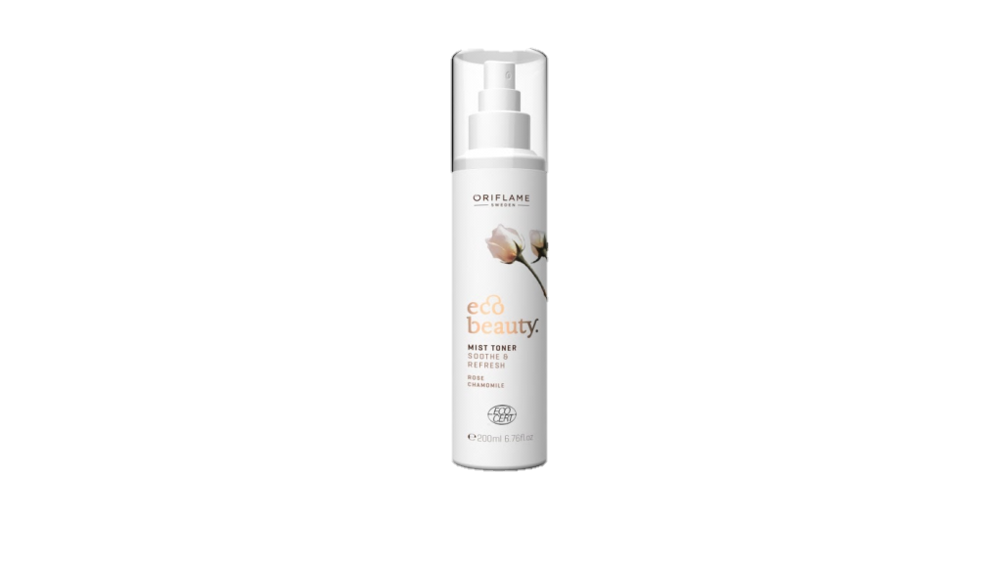 ORIFLAME
SWEDEN
eco
beauty.
MIST TONER
SOOTHE &
REFRESH
ROSE
CHAMOMILE
ECO
CERT
℮200ml 6.76fl.oz